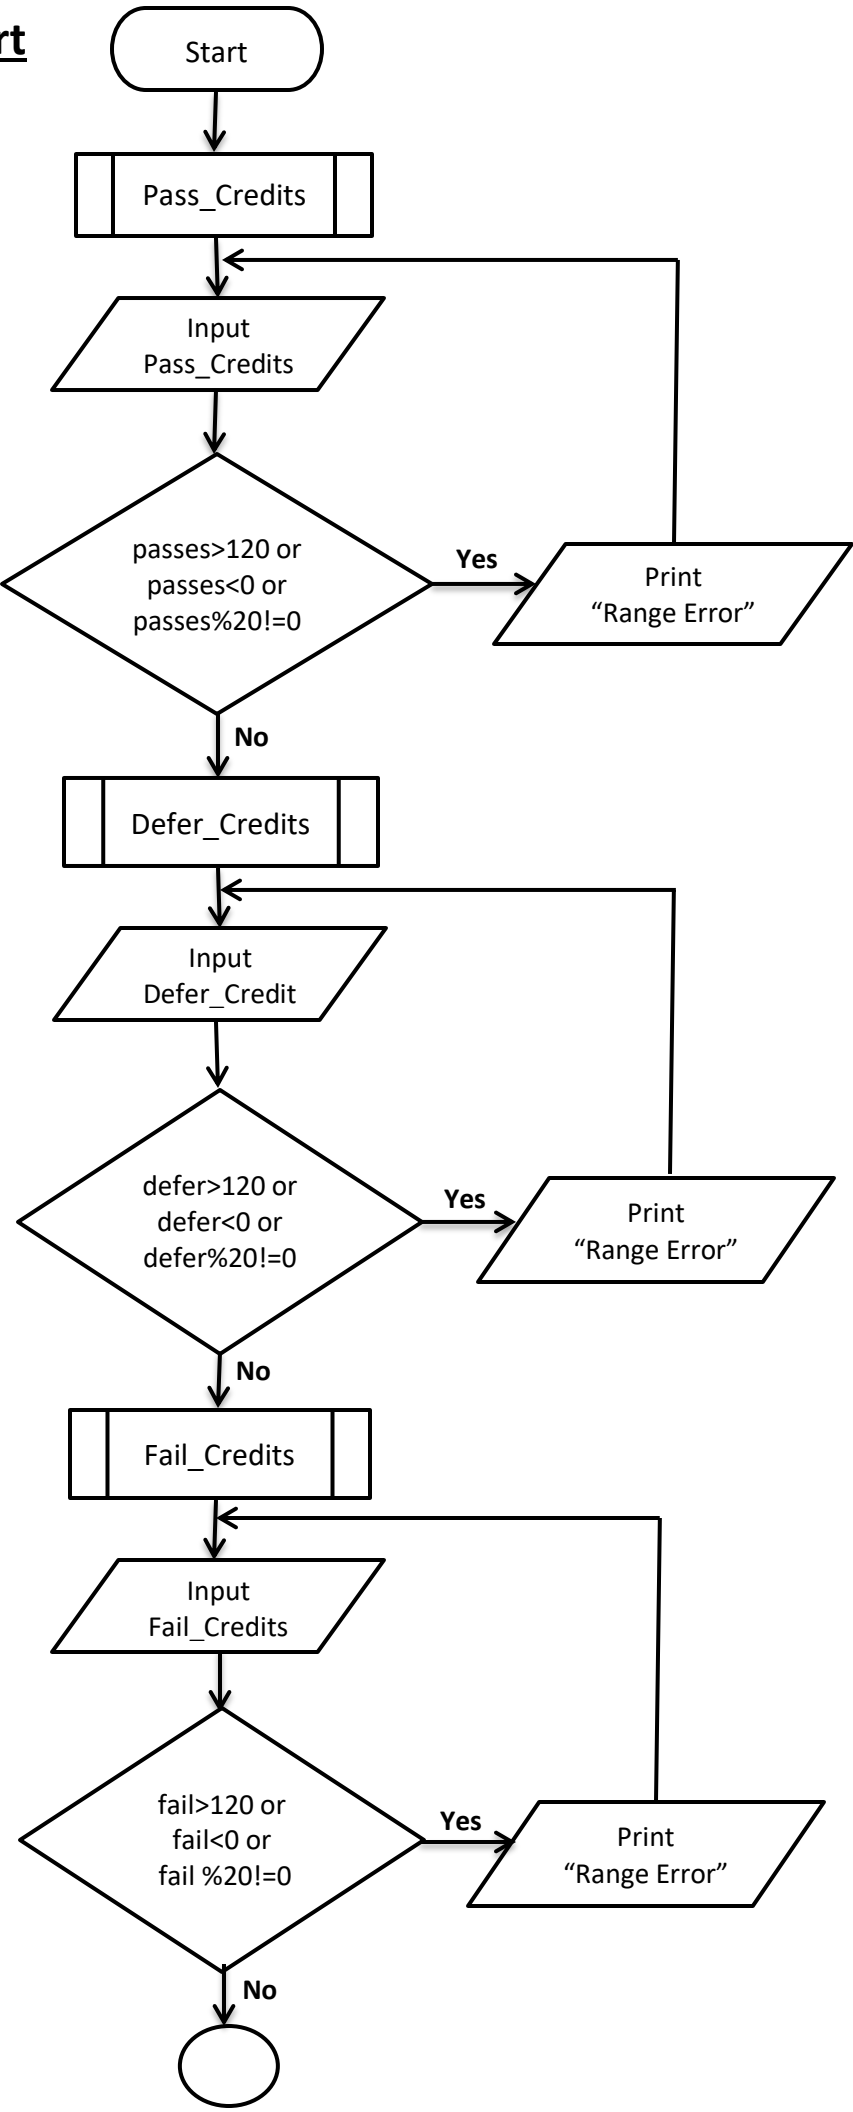 rt
Start
Pass_Credits
Input
Pass_Credits
passes>120 or
passes<0 or
passes%20!=0
Yes
Print
“Range Error”
No
Defer_Credits
Input
Defer_Credit
defer>120 or
defer<0 or
defer%20!=0
Yes
Print
“Range Error”
No
Fail_Credits
Input
Fail_Credits
fail>120 or
fail<0 or
fail %20!=0
Yes
Print
“Range Error”
No